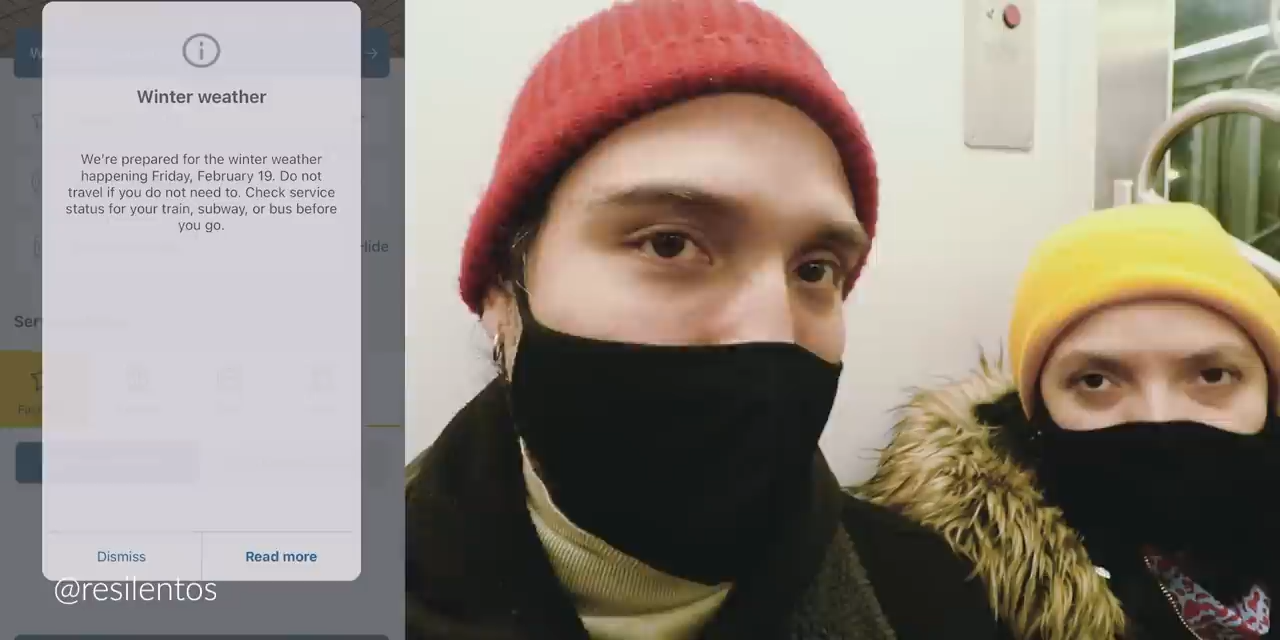 Winter weather
We're prepared for the winter weather
happening Friday, February 19. Do not
travel if you do not need to. Check service
status for your train, subway, or bus before
you go.
lide
Ser
Dismiss
Read more
@resilentos